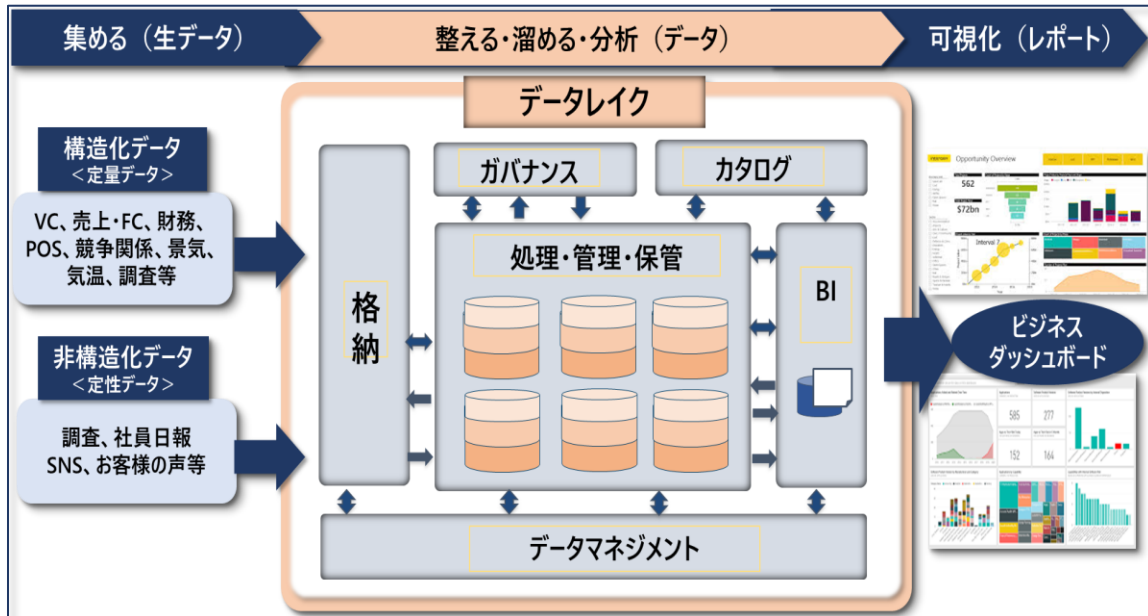 集める（生データ）
整える・溜める・分析（データ）
可視化（レポート）
データレイク
構造化データ
＜定量データ＞
VC、売上・FC、財務、
POS、競争関係、景気、
気温、調査等
非構造化データ
＜定性データ＞
調査、社員日報
SNS、お客様の声等
格
納
ガバナンス
カタログ
処理・管理・保管
BI
データマネジメント
Opportunity Overview
562
$72bn
Interval 7
ビジネス
ダッシュボード
585
277
152
164